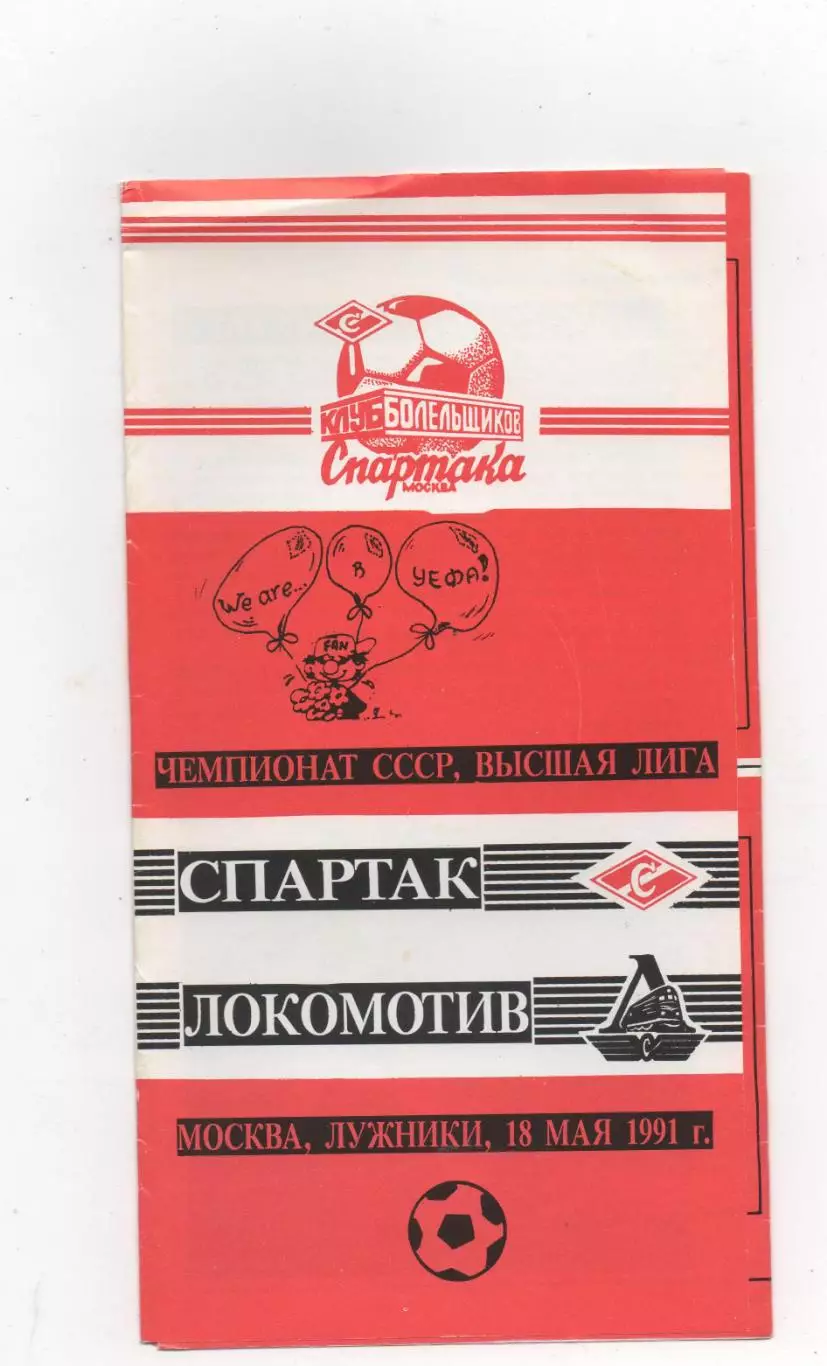 С
КЛУБ БОЛЕЛЬЩИКОВ
Спартака
МОСКВА
We are... в УЕФА!
FAN
ЧЕМПИОНАТ СССР, ВЫСШАЯ ЛИГА
СПАРТАК
С
ЛОКОМОТИВ
С
МОСКВА, ЛУЖНИКИ, 18 МАЯ 1991 г.